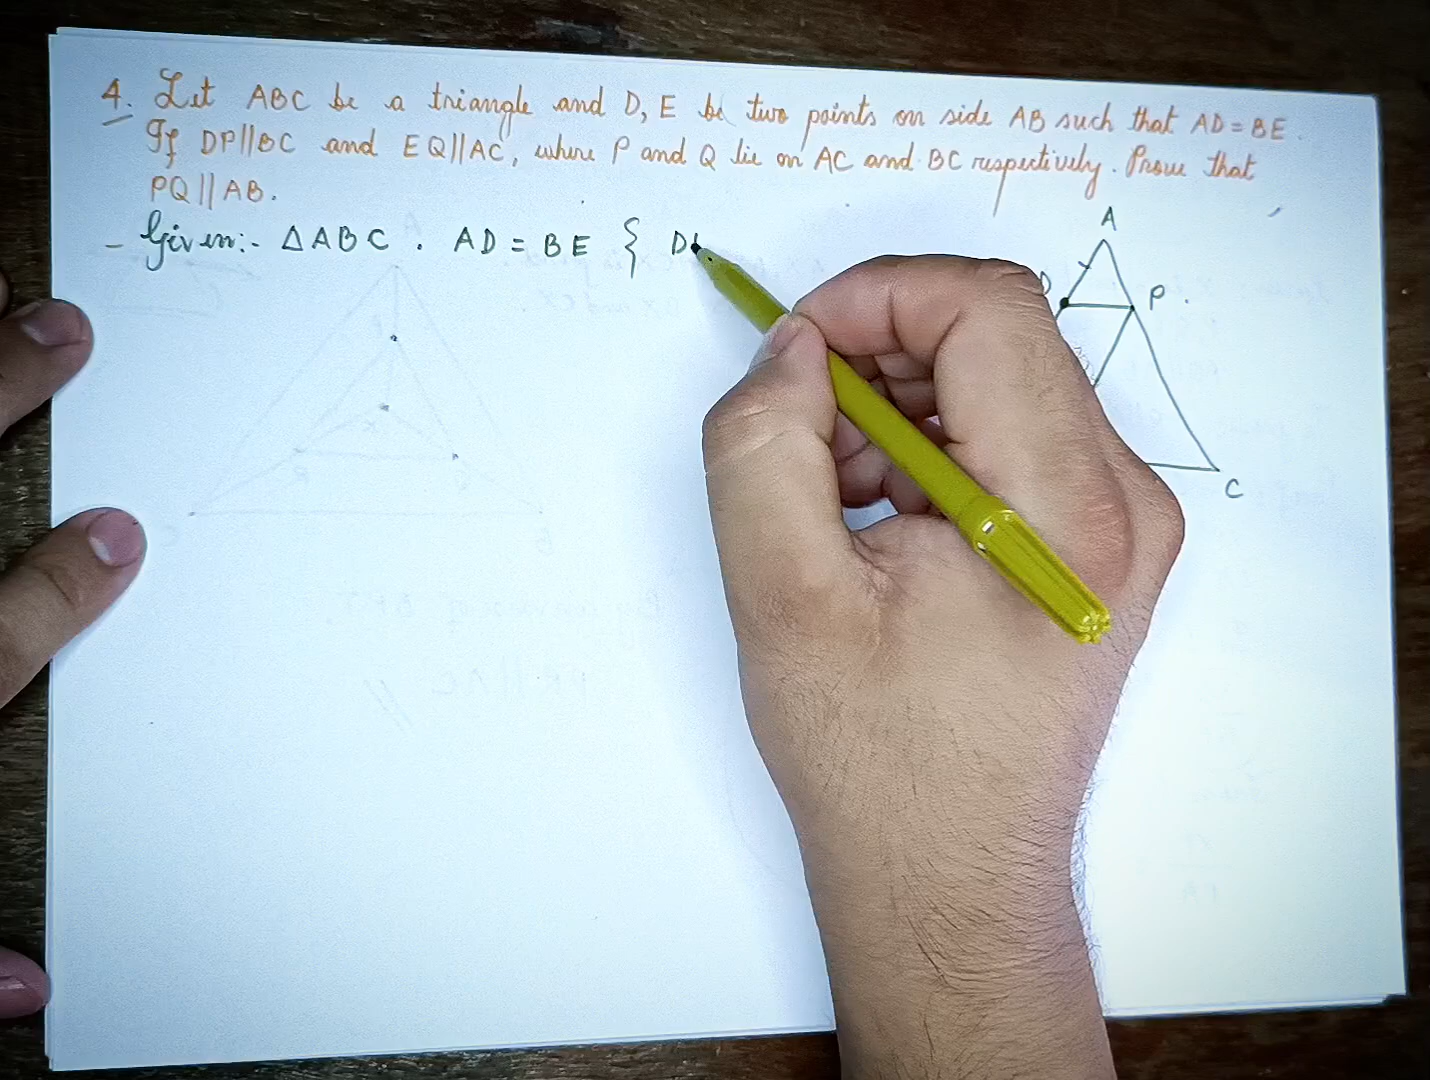 4. Let ABC be a triangle and D, E be two points on side AB such that AD = BE.
If DP||BC and EQ||AC, where P and Q lie on AC and BC respectively. Prove that
PQ || AB.
- Given:- △ABC . AD = BE { D
A
D
P .
C